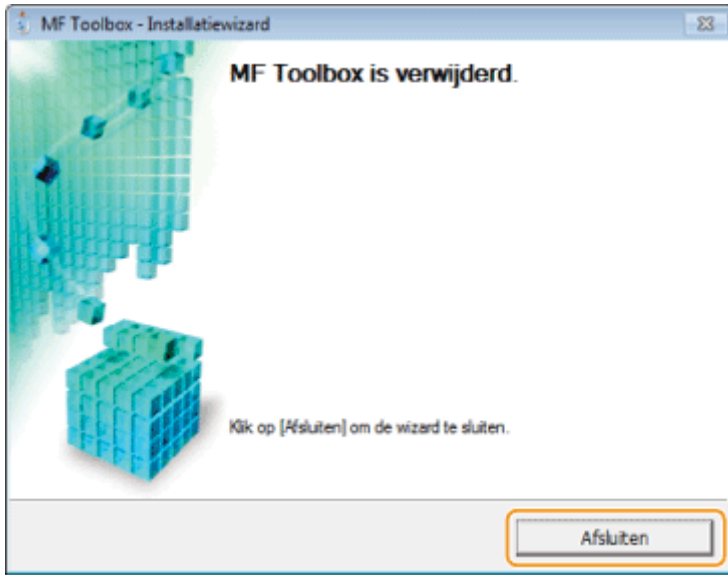 MF Toolbox - Installatiewizard
MF Toolbox is verwijderd.
Klik op [Afsluiten] om de wizard te sluiten.
Afsluiten